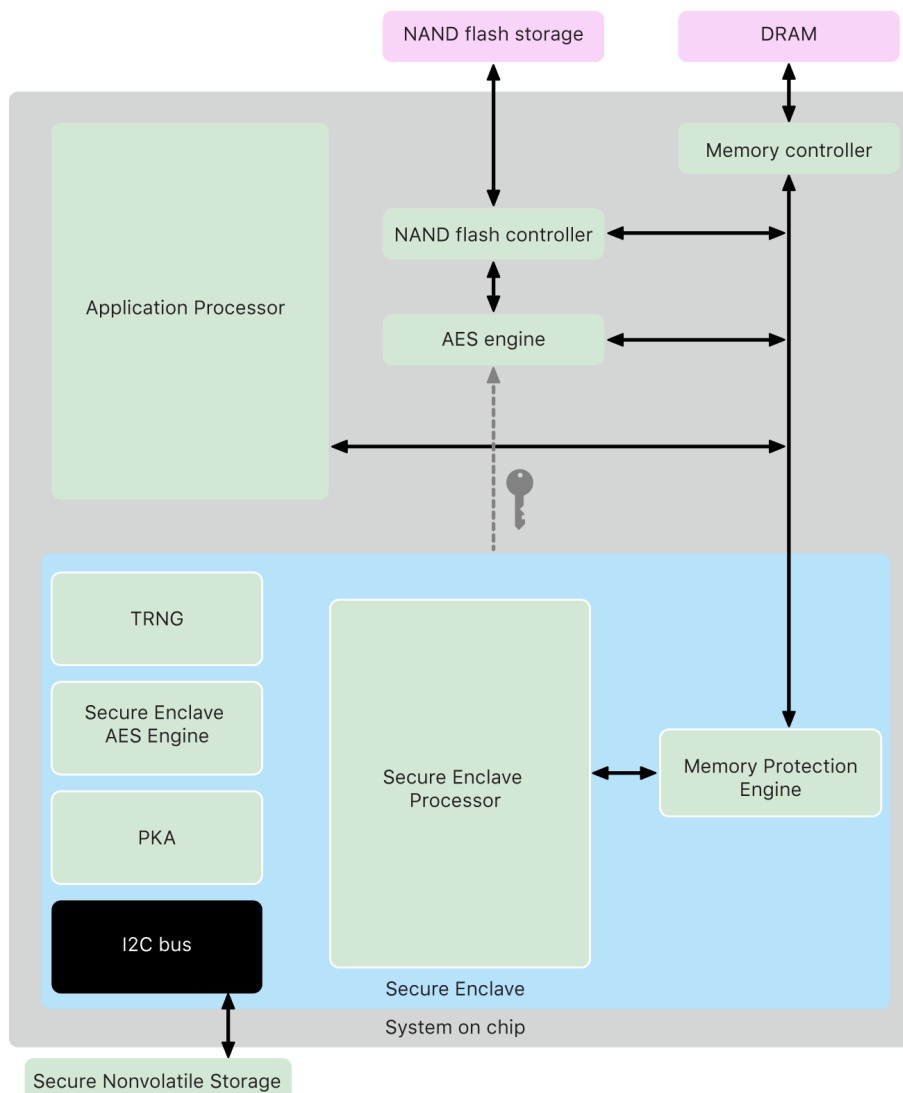 NAND flash storage
DRAM
Memory controller
NAND flash controller
Application Processor
AES engine
TRNG
Secure Enclave
AES Engine
Secure Enclave
Processor
Memory Protection
Engine
PKA
I2C bus
Secure Enclave
System on chip
Secure Nonvolatile Storage